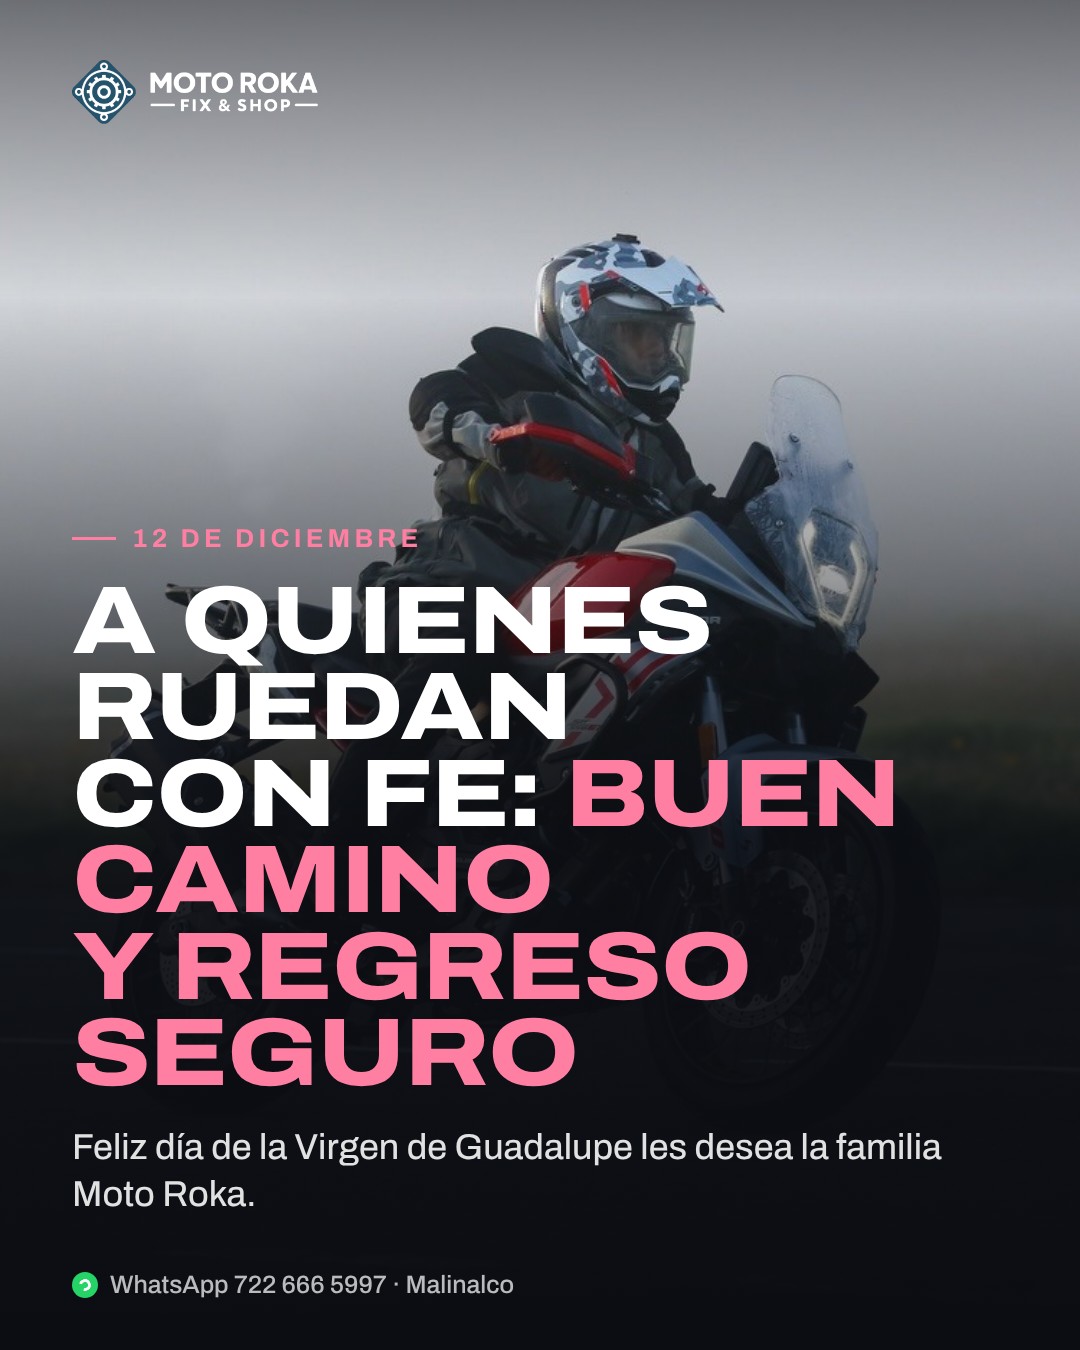 MOTO ROKA
FIX & SHOP
12 DE DICIEMBRE
A QUIENES
RUEDAN
CON FE: BUEN
CAMINO
Y REGRESO
SEGURO
Feliz día de la Virgen de Guadalupe les desea la familia
Moto Roka.
WhatsApp 722 666 5997 · Malinalco